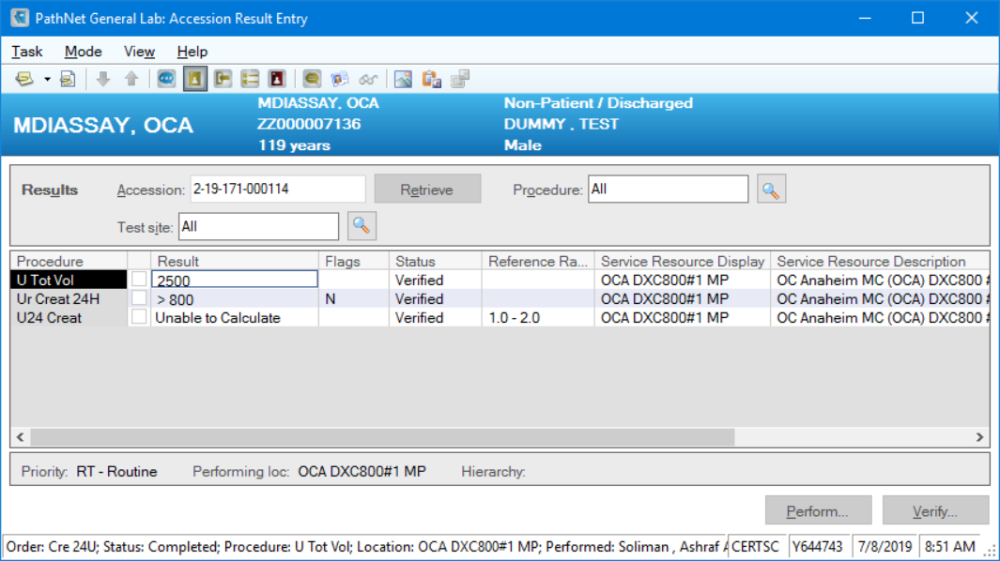 PathNet General Lab: Accession Result Entry
Task Mode View Help
MDIASSAY, OCA
MDIASSAY, OCA Non-Patient / Discharged
ZZ000007136 DUMMY . TEST
119 years Male
Results Accession: 2-19-171-000114 Retrieve Procedure: All
Test site: All
Procedure Result Flags Status Reference Ra... Service Resource Display Service Resource Description
U Tot Vol 2500 Verified OCA DXC800#1 MP OC Anaheim MC (OCA) DXC800 #
Ur Creat 24H > 800 N Verified OCA DXC800#1 MP OC Anaheim MC (OCA) DXC800 #
U24 Creat Unable to Calculate Verified 1.0 - 2.0 OCA DXC800#1 MP OC Anaheim MC (OCA) DXC800 #
Priority: RT - Routine Performing loc: OCA DXC800#1 MP Hierarchy:
Perform... Verify...
Order: Cre 24U; Status: Completed; Procedure: U Tot Vol; Location: OCA DXC800#1 MP; Performed: Soliman , Ashraf CERTSC Y644743 7/8/2019 8:51 AM